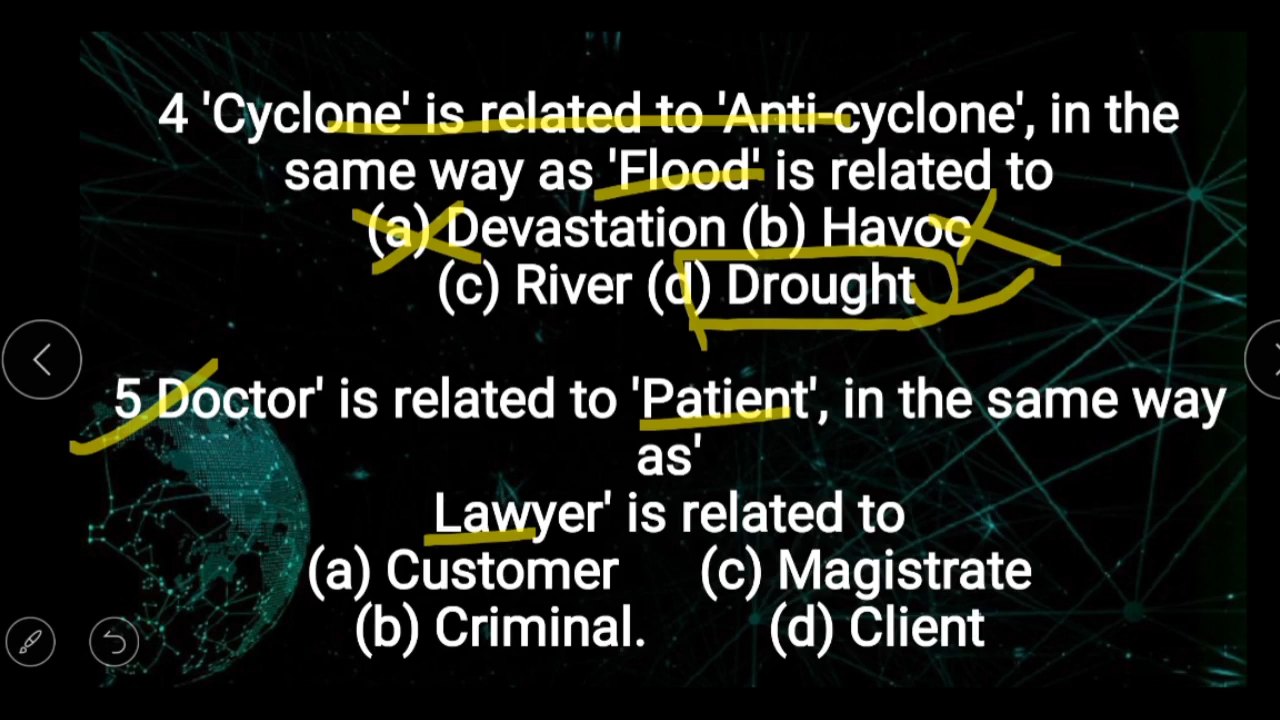 4 'Cyclone' is related to 'Anti-cyclone', in the
same way as 'Flood' is related to
(a) Devastation (b) Havoc
(c) River (d) Drought
5 Doctor' is related to 'Patient', in the same way
as'
Lawyer' is related to
(a) Customer (c) Magistrate
(b) Criminal. (d) Client